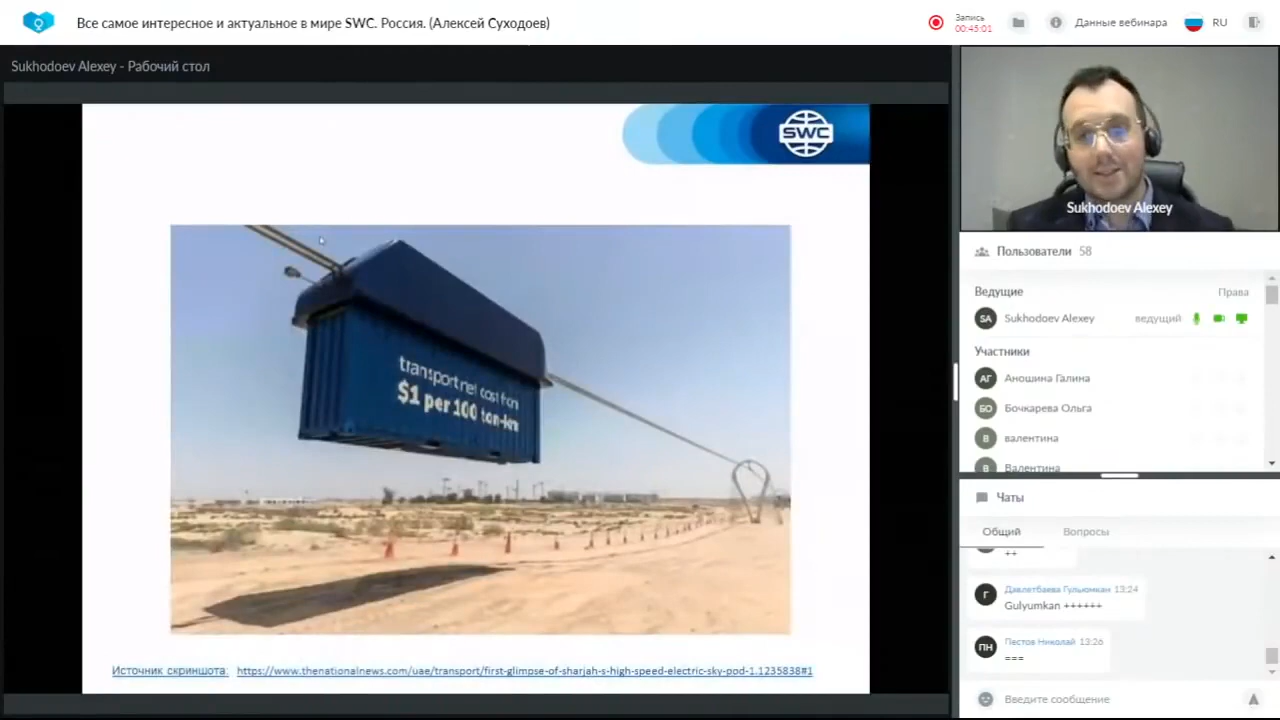 Все самое интересное и актуальное в мире SWC. Россия. (Алексей Суходоев)
Запись
00:45:01
Данные вебинара
RU
Sukhodoev Alexey - Рабочий стол
SWC
transport net cost from
$1 per 100 ton-km
Источник скриншота: https://www.thenationalnews.com/uae/transport/first-glimpse-of-sharjah-s-high-speed-electric-sky-pod-1.1235838#1
Sukhodoev Alexey
Пользователи 58
Ведущие Права
SA Sukhodoev Alexey ведущий
Участники
АГ Аношина Галина
БО Бочкарева Ольга
В валентина
В Валентина
Чаты
Общий Вопросы
++
Г Давлетбаева Гульюмкан 13:24
Gulyumkan ++++++
ПН Пестов Николай 13:26
===
Введите сообщение